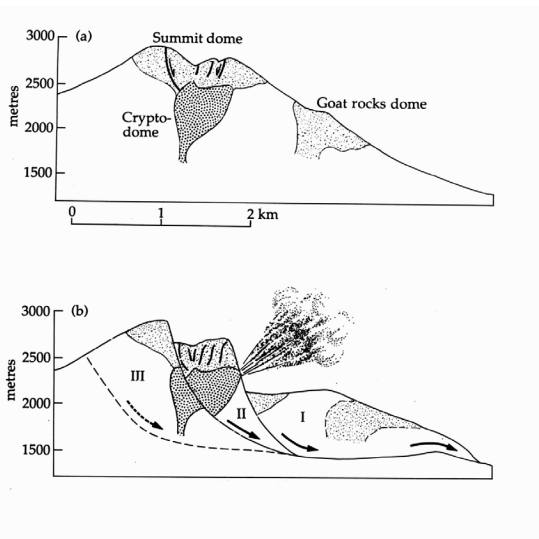 (a)
3000
2500
2000
1500
metres
Summit dome
Crypto-
dome
Goat rocks dome
0 1 2 km
(b)
3000
2500
2000
1500
metres
III
II
I